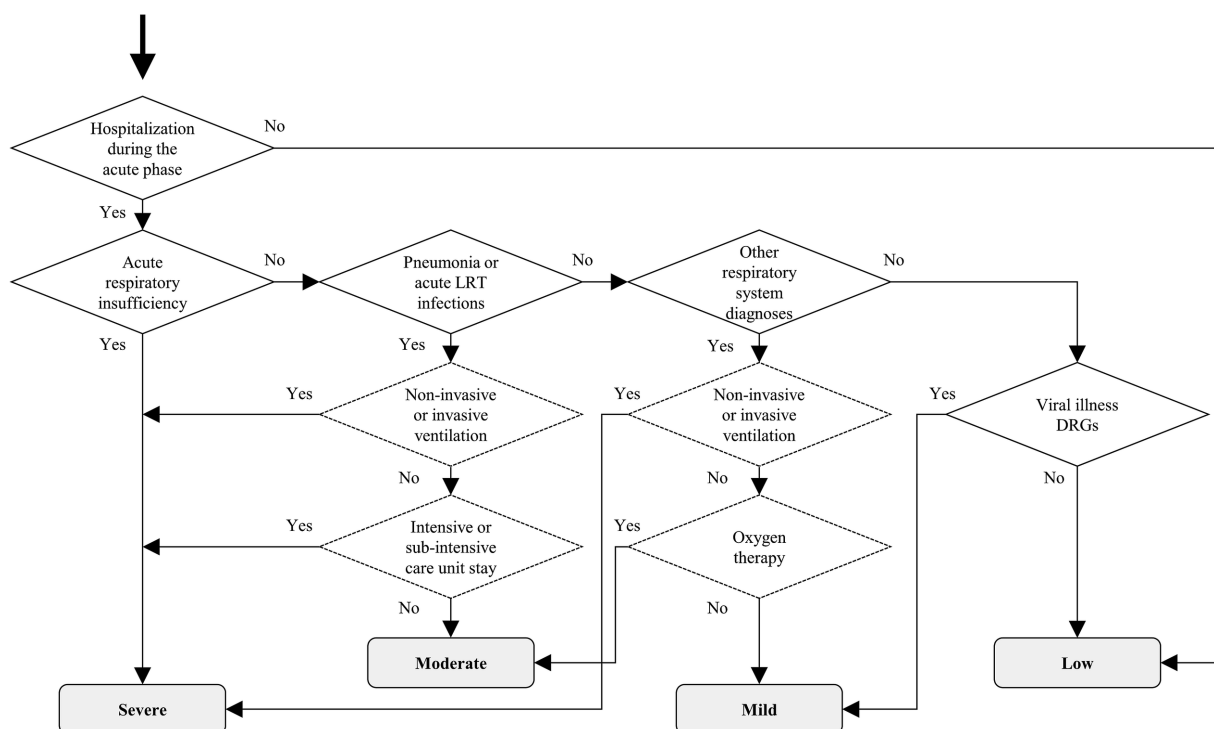 Hospitalization
during the
acute phase
No
Yes
Acute
respiratory
insufficiency
No
Yes
Pneumonia or
acute LRT
infections
No
Yes
Other
respiratory
system
diagnoses
No
Yes
Non-invasive
or invasive
ventilation
Yes
No
Non-invasive
or invasive
ventilation
Yes
No
Viral illness
DRGs
Yes
No
Intensive or
sub-intensive
care unit stay
Yes
No
Oxygen
therapy
Yes
No
Moderate
Low
Severe
Mild